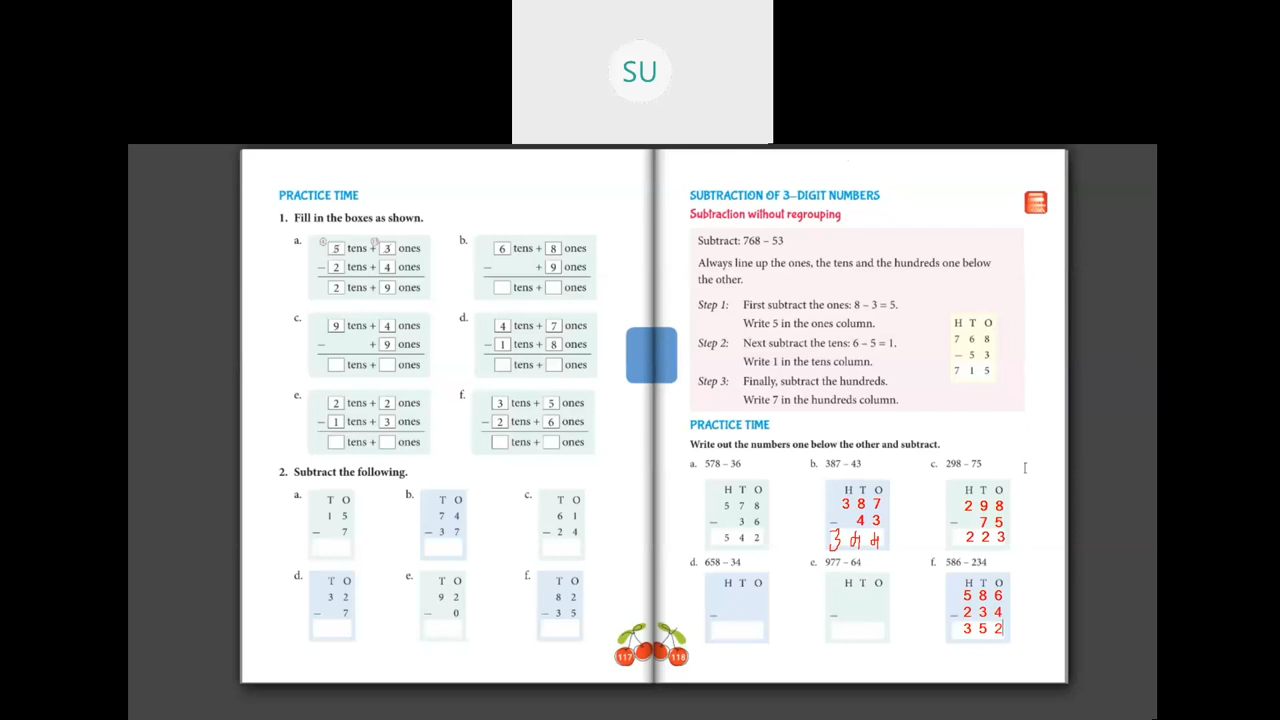 SU
PRACTICE TIME
1. Fill in the boxes as shown.
a.
4 13
5 tens + 3 ones
– 2 tens + 4 ones
2 tens + 9 ones
b.
6 tens + 8 ones
– + 9 ones
tens + ones
c.
9 tens + 4 ones
– + 9 ones
tens + ones
d.
4 tens + 7 ones
– 1 tens + 8 ones
tens + ones
e.
2 tens + 2 ones
– 1 tens + 3 ones
tens + ones
f.
3 tens + 5 ones
– 2 tens + 6 ones
tens + ones
2. Subtract the following.
a.
T O
1 5
– 7
b.
T O
7 4
– 3 7
c.
T O
6 1
– 2 4
d.
T O
3 2
– 7
e.
T O
9 2
– 0
f.
T O
8 2
– 3 5
117
SUBTRACTION OF 3–DIGIT NUMBERS
Subtraction without regrouping
Subtract: 768 – 53
Always line up the ones, the tens and the hundreds one below
the other.
Step 1: First subtract the ones: 8 – 3 = 5.
Write 5 in the ones column.
Step 2: Next subtract the tens: 6 – 5 = 1.
Write 1 in the tens column.
Step 3: Finally, subtract the hundreds.
Write 7 in the hundreds column.
H T O
7 6 8
– 5 3
7 1 5
PRACTICE TIME
Write out the numbers one below the other and subtract.
a. 578 – 36
H T O
5 7 8
– 3 6
5 4 2
b. 387 – 43
H T O
3 8 7
– 4 3
3 4 4
c. 298 – 75
H T O
2 9 8
– 7 5
2 2 3
d. 658 – 34
H T O
–
e. 977 – 64
H T O
–
f. 586 – 234
H T O
5 8 6
– 2 3 4
3 5 2
118